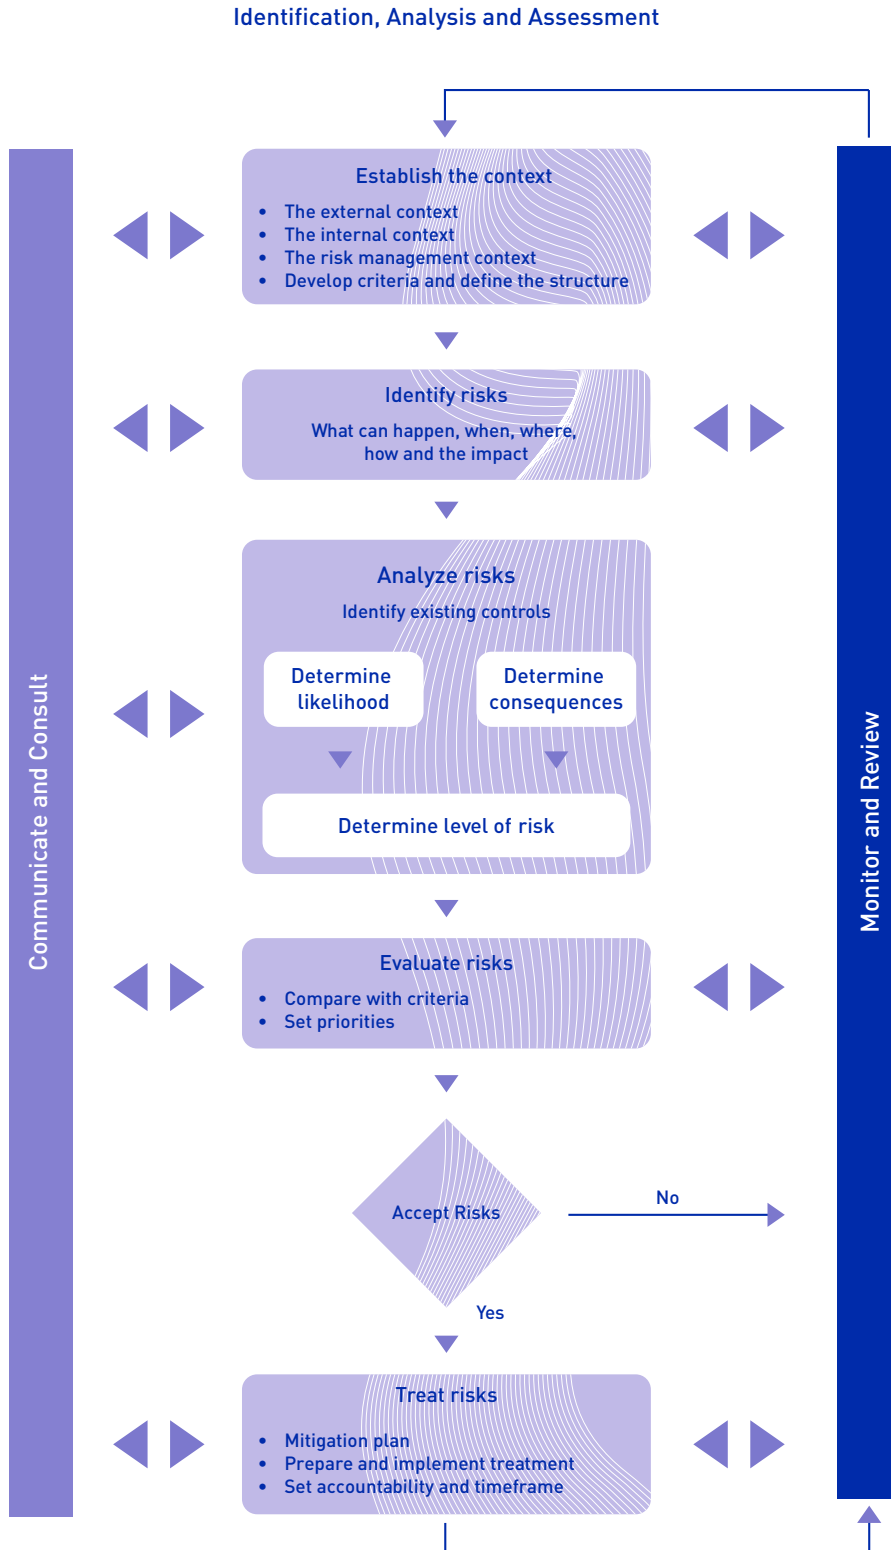 Identification, Analysis and Assessment
Establish the context
• The external context
• The internal context
• The risk management context
• Develop criteria and define the structure
Identify risks
What can happen, when, where,
how and the impact
Analyze risks
Identify existing controls
Determine
likelihood
Determine
consequences
Determine level of risk
Evaluate risks
• Compare with criteria
• Set priorities
Accept Risks
No
Yes
Treat risks
• Mitigation plan
• Prepare and implement treatment
• Set accountability and timeframe
Communicate and Consult
Monitor and Review